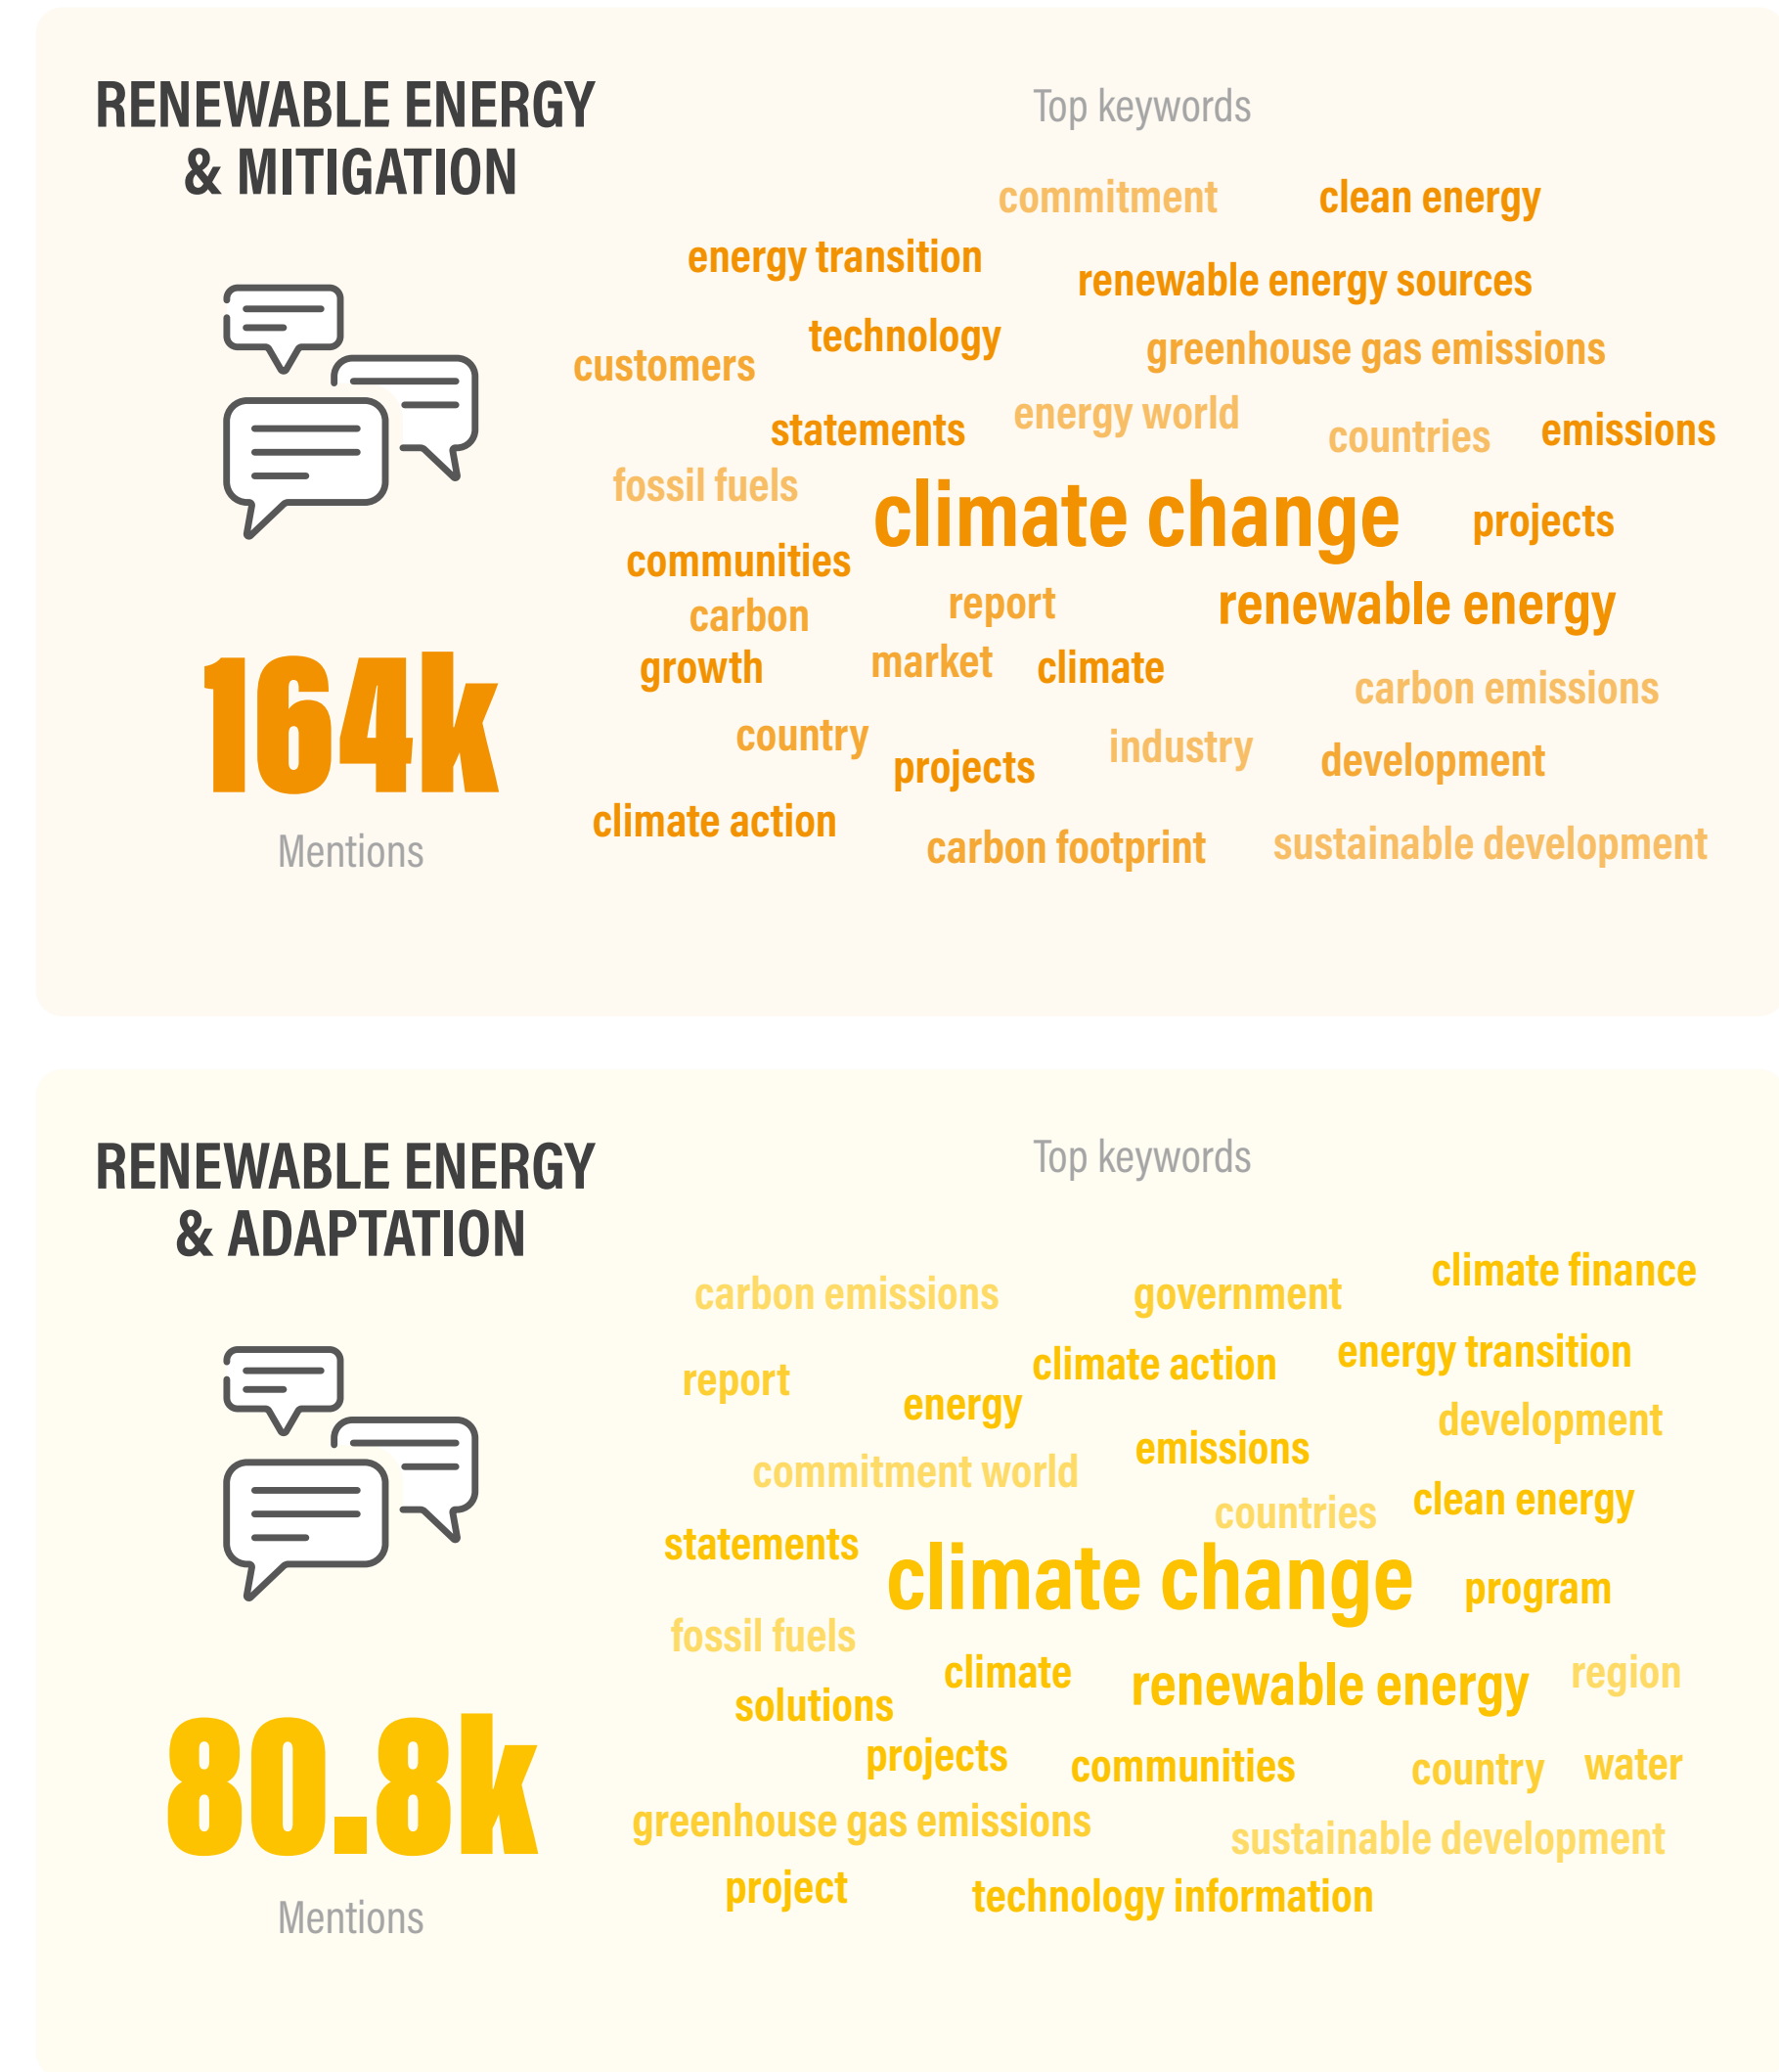 RENEWABLE ENERGY
& MITIGATION
164k
Mentions
Top keywords
commitment
clean energy
energy transition
renewable energy sources
technology
greenhouse gas emissions
customers
energy world
statements
countries
emissions
fossil fuels
climate change
projects
communities
report
renewable energy
carbon
growth
market
climate
carbon emissions
country
industry
development
projects
climate action
carbon footprint
sustainable development
RENEWABLE ENERGY
& ADAPTATION
80.8k
Mentions
Top keywords
climate finance
carbon emissions
government
climate action
energy transition
report
energy
development
emissions
commitment world
countries
clean energy
statements
climate change
program
fossil fuels
climate
renewable energy
region
solutions
projects
communities
country
water
greenhouse gas emissions
sustainable development
project
technology information